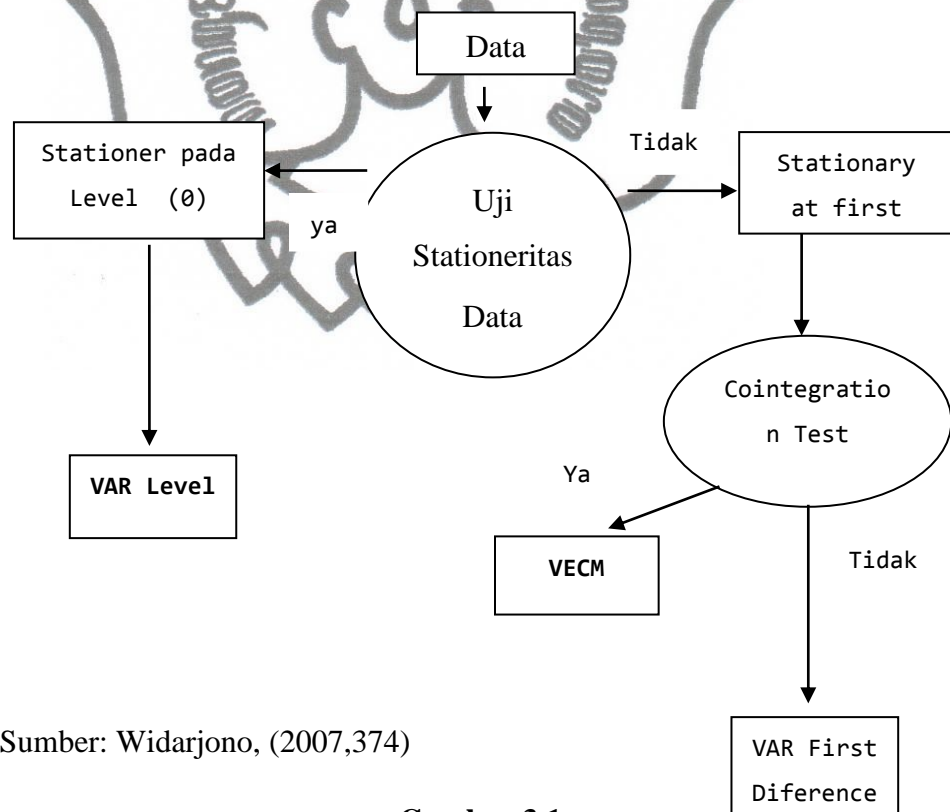 Data
Uji
Stationeritas
Data
Stationer pada
Level (0)
ya
Tidak
Stationary
at first
Cointegratio
n Test
VAR Level
Ya
VECM
Tidak
VAR First
Diference
Sumber: Widarjono, (2007,374)